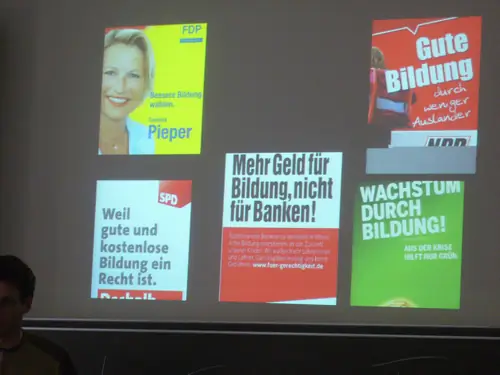 FDP
Bessere Bildung
wählen.
Cornelia
Pieper
Gute
Bildung
durch
weniger
Ausländer
NPD
SPD
Weil
gute und
kostenlose
Bildung ein
Recht ist.
Deshalb
Mehr Geld für
Bildung, nicht
für Banken!
www.fuer-gerechtigkeit.de
WACHSTUM
DURCH
BILDUNG!
AUS DER KRISE
HILFT NUR GRÜN.